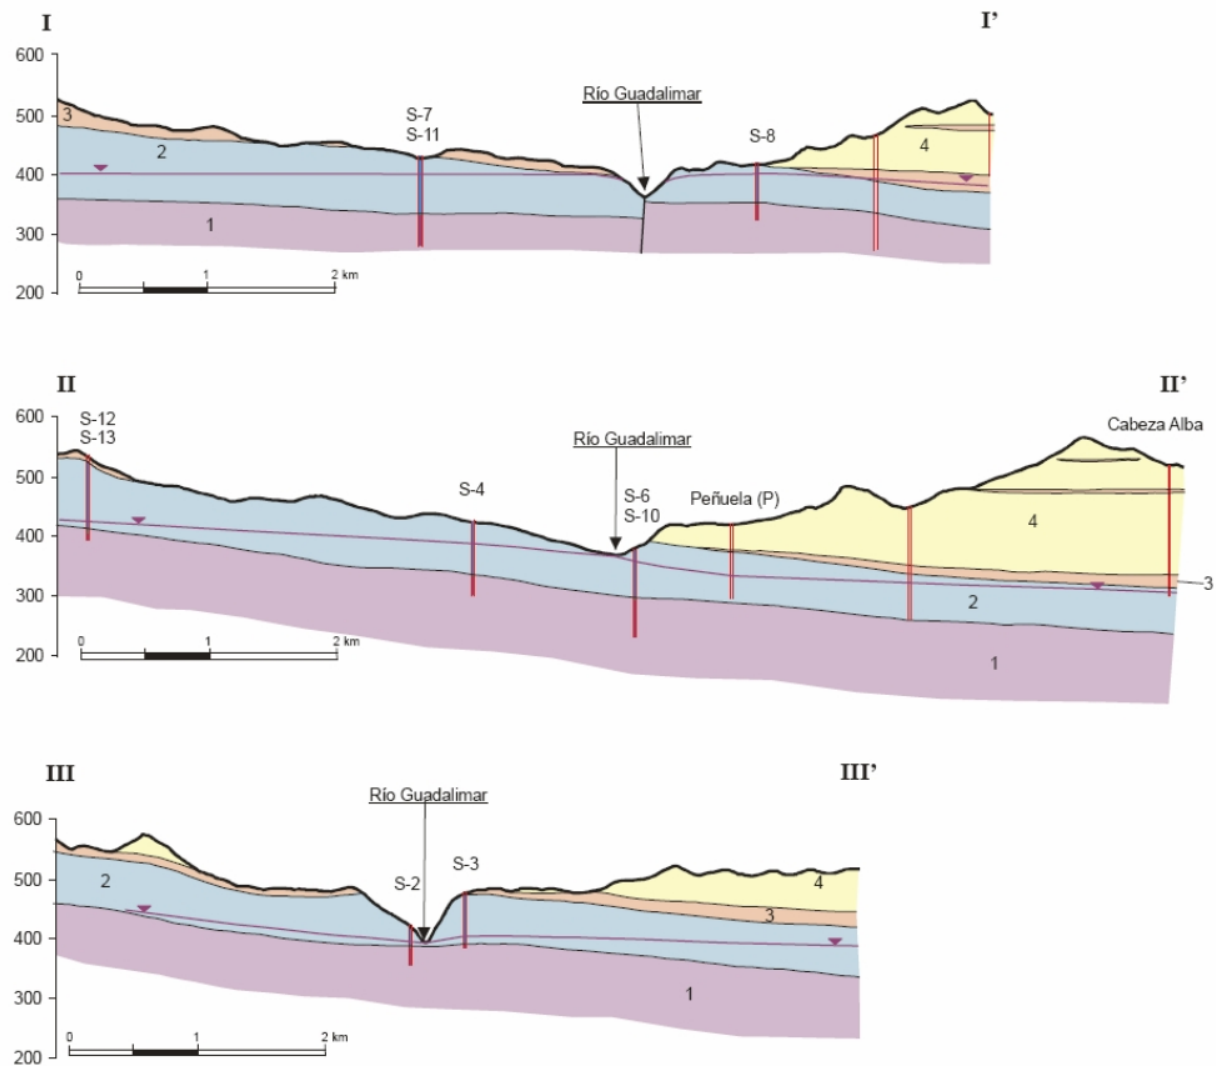 I
I'
600
500
400
300
200
3
2
1
4
S-7
S-11
Río Guadalimar
S-8
0
1
2 km
II
II'
600
500
400
300
200
S-12
S-13
S-4
Río Guadalimar
S-6
S-10
Peñuela (P)
Cabeza Alba
4
3
2
1
0
1
2 km
III
III'
600
500
400
300
200
Río Guadalimar
S-2
S-3
2
4
3
1
0
1
2 km